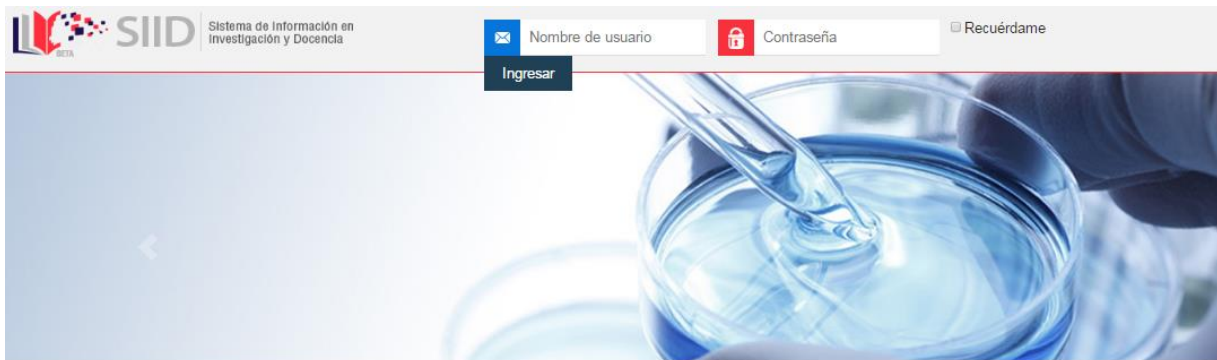 SIID
BETA
Sistema de Información en
Investigación y Docencia
Nombre de usuario
Contraseña
Recuérdame
Ingresar